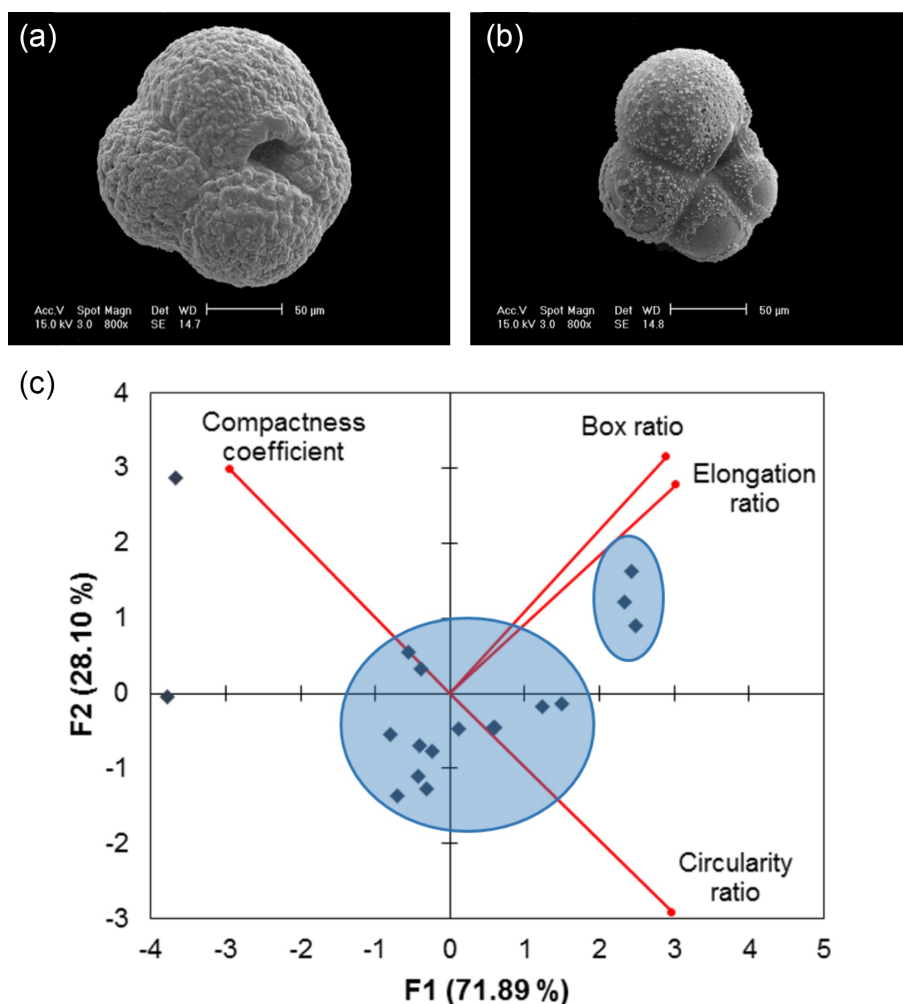 (a)
Acc.V Spot Magn Det WD 50 µm
15.0 kV 3.0 800x SE 14.7
(b)
Acc.V Spot Magn Det WD 50 µm
15.0 kV 3.0 800x SE 14.8
(c)
4
3
2
1
0
-1
-2
-3
F2 (28.10 %)
Compactness
coefficient
Box ratio
Elongation
ratio
Circularity
ratio
-4 -3 -2 -1 0 1 2 3 4 5
F1 (71.89 %)